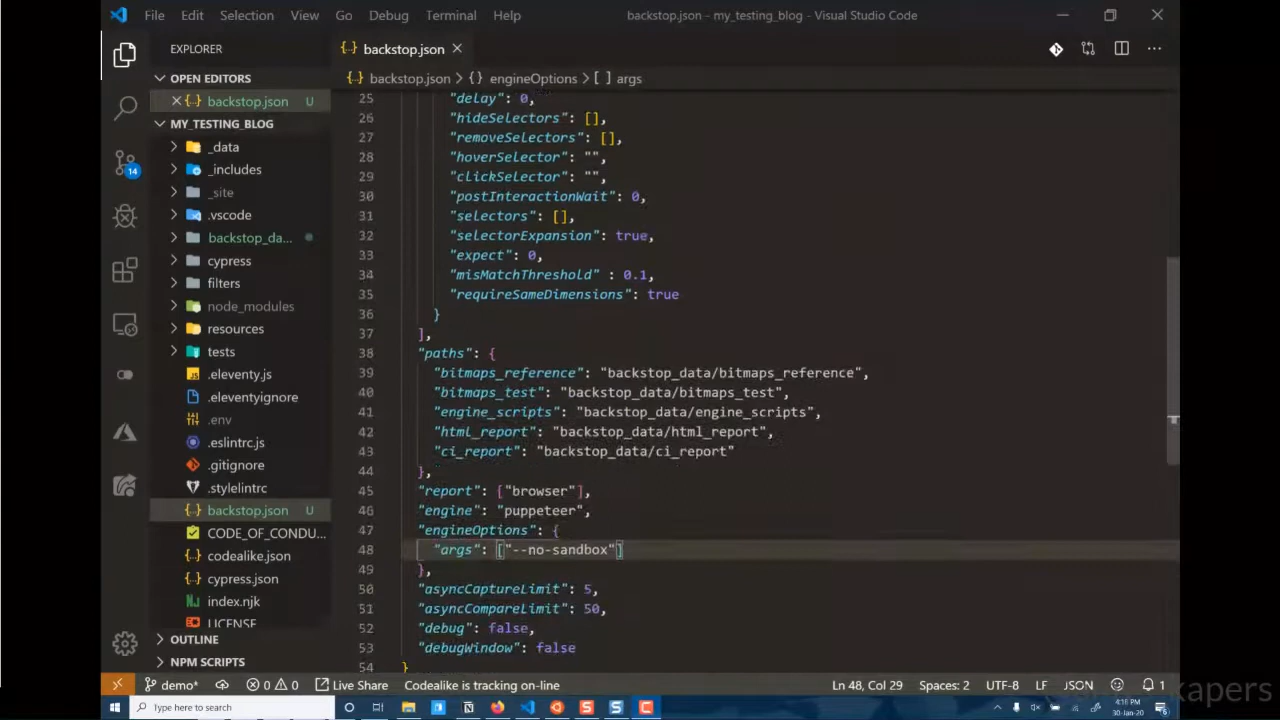 File Edit Selection View Go Debug Terminal Help backstop.json - my_testing_blog - Visual Studio Code
EXPLORER
OPEN EDITORS
backstop.json U
MY_TESTING_BLOG
_data
_includes
_site
.vscode
backstop_da...
cypress
filters
node_modules
resources
tests
.eleventy.js
.eleventyignore
.env
.eslintrc.js
.gitignore
.stylelintrc
backstop.json U
CODE_OF_CONDU...
codealike.json
cypress.json
index.njk
LICENSE
OUTLINE
NPM SCRIPTS
14
backstop.json
backstop.json > {} engineOptions > [ ] args
25 "delay": 0,
26 "hideSelectors": [],
27 "removeSelectors": [],
28 "hoverSelector": "",
29 "clickSelector": "",
30 "postInteractionWait": 0,
31 "selectors": [],
32 "selectorExpansion": true,
33 "expect": 0,
34 "misMatchThreshold" : 0.1,
35 "requireSameDimensions": true
36 }
37 ],
38 "paths": {
39 "bitmaps_reference": "backstop_data/bitmaps_reference",
40 "bitmaps_test": "backstop_data/bitmaps_test",
41 "engine_scripts": "backstop_data/engine_scripts",
42 "html_report": "backstop_data/html_report",
43 "ci_report": "backstop_data/ci_report"
44 },
45 "report": ["browser"],
46 "engine": "puppeteer",
47 "engineOptions": {
48 "args": ["--no-sandbox"]
49 },
50 "asyncCaptureLimit": 5,
51 "asyncCompareLimit": 50,
52 "debug": false,
53 "debugWindow": false
54 }
demo* 0 0 Live Share Codealike is tracking on-line Ln 48, Col 29 Spaces: 2 UTF-8 LF JSON 1
Type here to search
4:18 PM
30-Jan-20